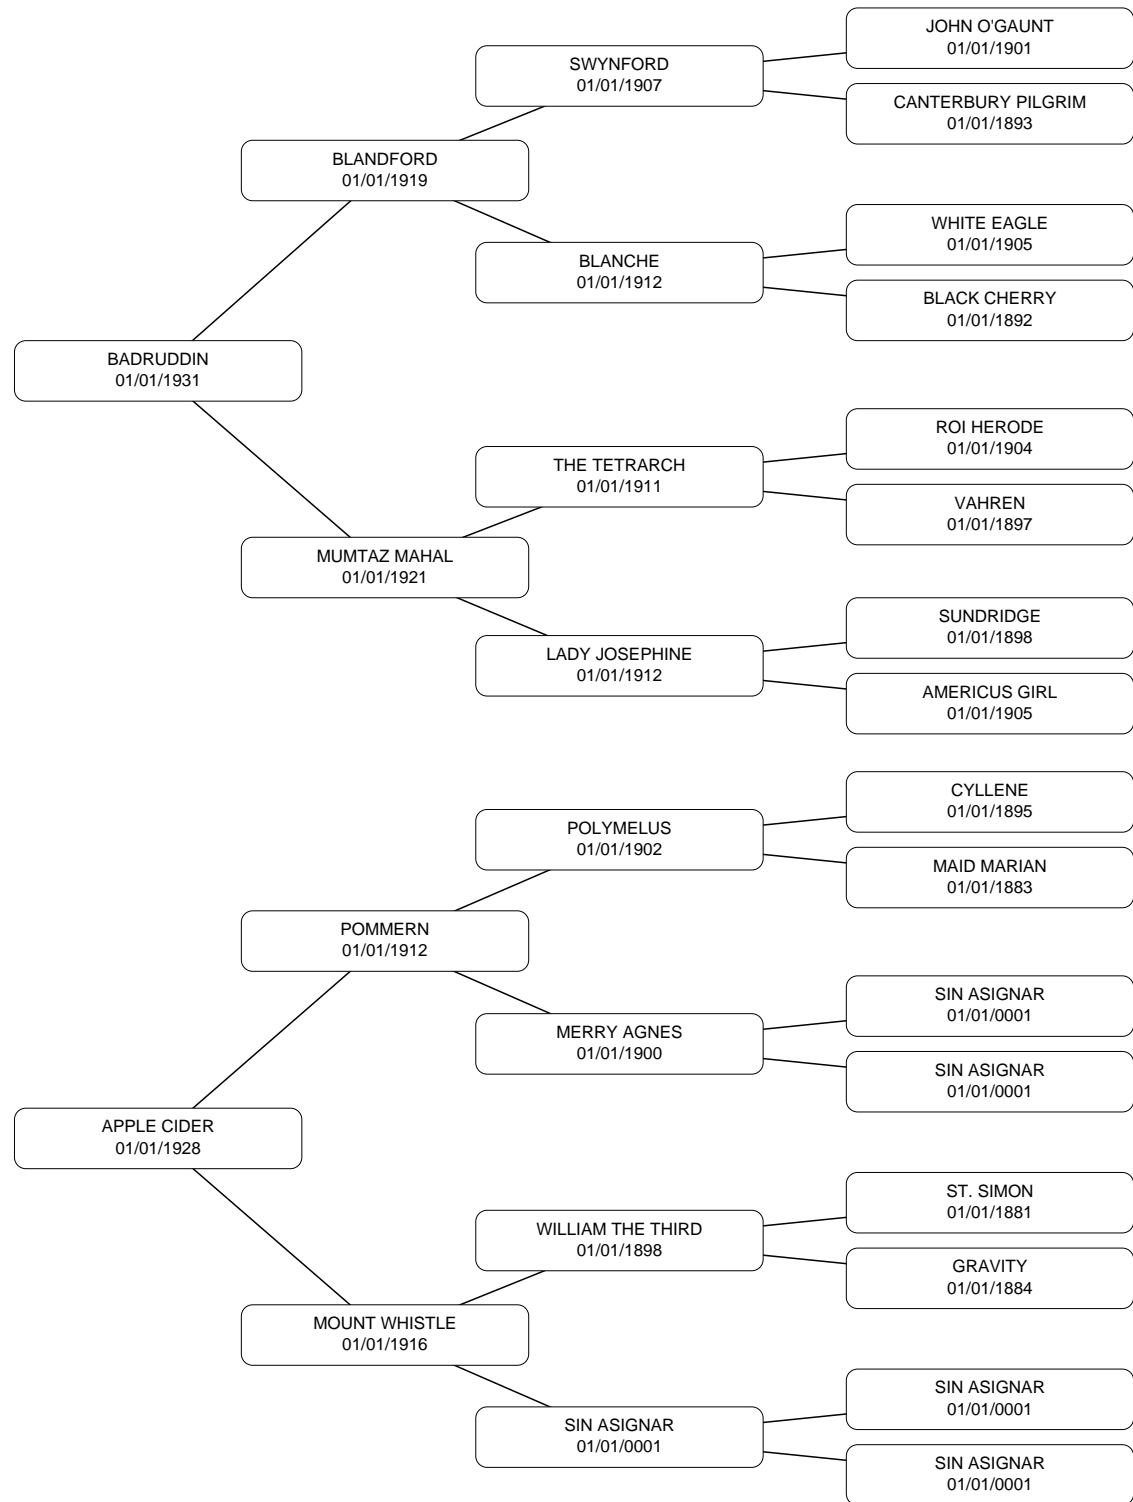 JOHN O'GAUNT
01/01/1901
SWYNFORD
01/01/1907
CANTERBURY PILGRIM
01/01/1893
BLANDFORD
01/01/1919
WHITE EAGLE
01/01/1905
BLANCHE
01/01/1912
BLACK CHERRY
01/01/1892
BADRUDDIN
01/01/1931
ROI HERODE
01/01/1904
THE TETRARCH
01/01/1911
VAHREN
01/01/1897
MUMTAZ MAHAL
01/01/1921
SUNDRIDGE
01/01/1898
LADY JOSEPHINE
01/01/1912
AMERICUS GIRL
01/01/1905
CYLLENE
01/01/1895
POLYMELUS
01/01/1902
MAID MARIAN
01/01/1883
POMMERN
01/01/1912
SIN ASIGNAR
01/01/0001
MERRY AGNES
01/01/1900
SIN ASIGNAR
01/01/0001
APPLE CIDER
01/01/1928
ST. SIMON
01/01/1881
WILLIAM THE THIRD
01/01/1898
GRAVITY
01/01/1884
MOUNT WHISTLE
01/01/1916
SIN ASIGNAR
01/01/0001
SIN ASIGNAR
01/01/0001
SIN ASIGNAR
01/01/0001